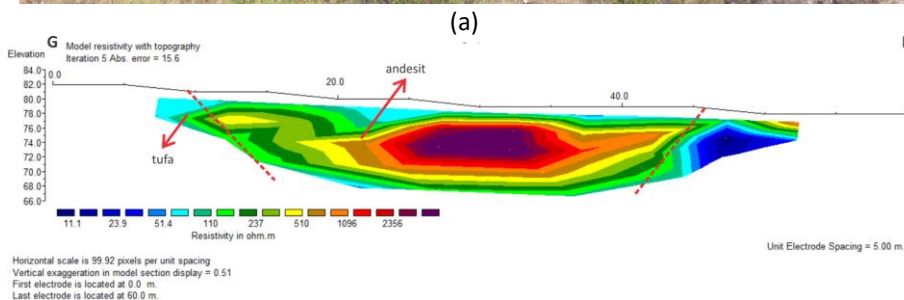 (a)
G Model resistivity with topography
Iteration 5 Abs. error = 15.6
Elevation
84.0
82.0
80.0
78.0
76.0
74.0
72.0
70.0
68.0
66.0
0.0
20.0
40.0
andesit
tufa
11.1 23.9 51.4 110 237 510 1096 2356
Resistivity in ohm.m
Unit Electrode Spacing = 5.00 m.
Horizontal scale is 99.92 pixels per unit spacing
Vertical exaggeration in model section display = 0.51
First electrode is located at 0.0 m.
Last electrode is located at 60.0 m.